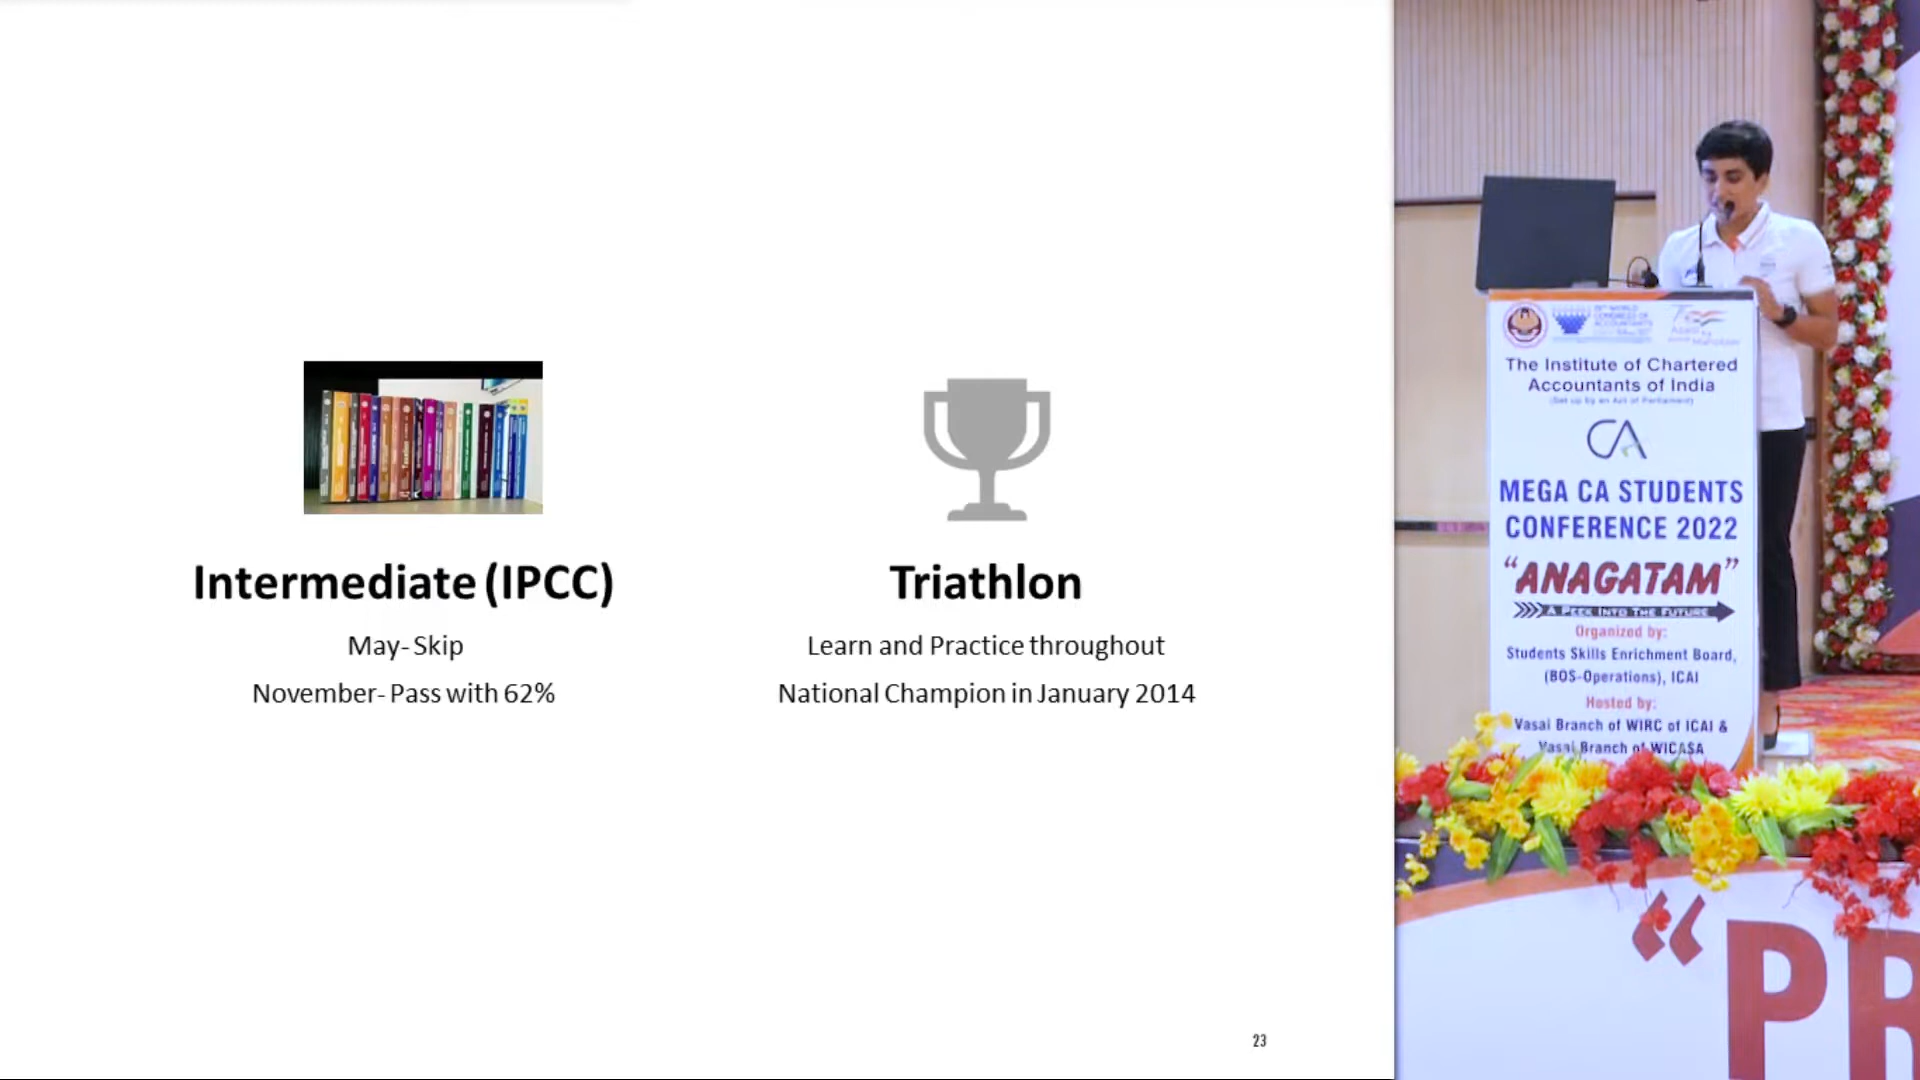 Intermediate (IPCC)
May- Skip
November- Pass with 62%
Triathlon
Learn and Practice throughout
National Champion in January 2014
23
The Institute of Chartered
Accountants of India
(Set up by an Act of Parliament)
CA
MEGA CA STUDENTS
CONFERENCE 2022
“ANAGATAM”
A PEEK INTO THE FUTURE
Organized by:
Students Skills Enrichment Board,
(BOS-Operations), ICAI
Hosted by:
Vasai Branch of WIRC of ICAI &
Vasai Branch of WICASA
“PR